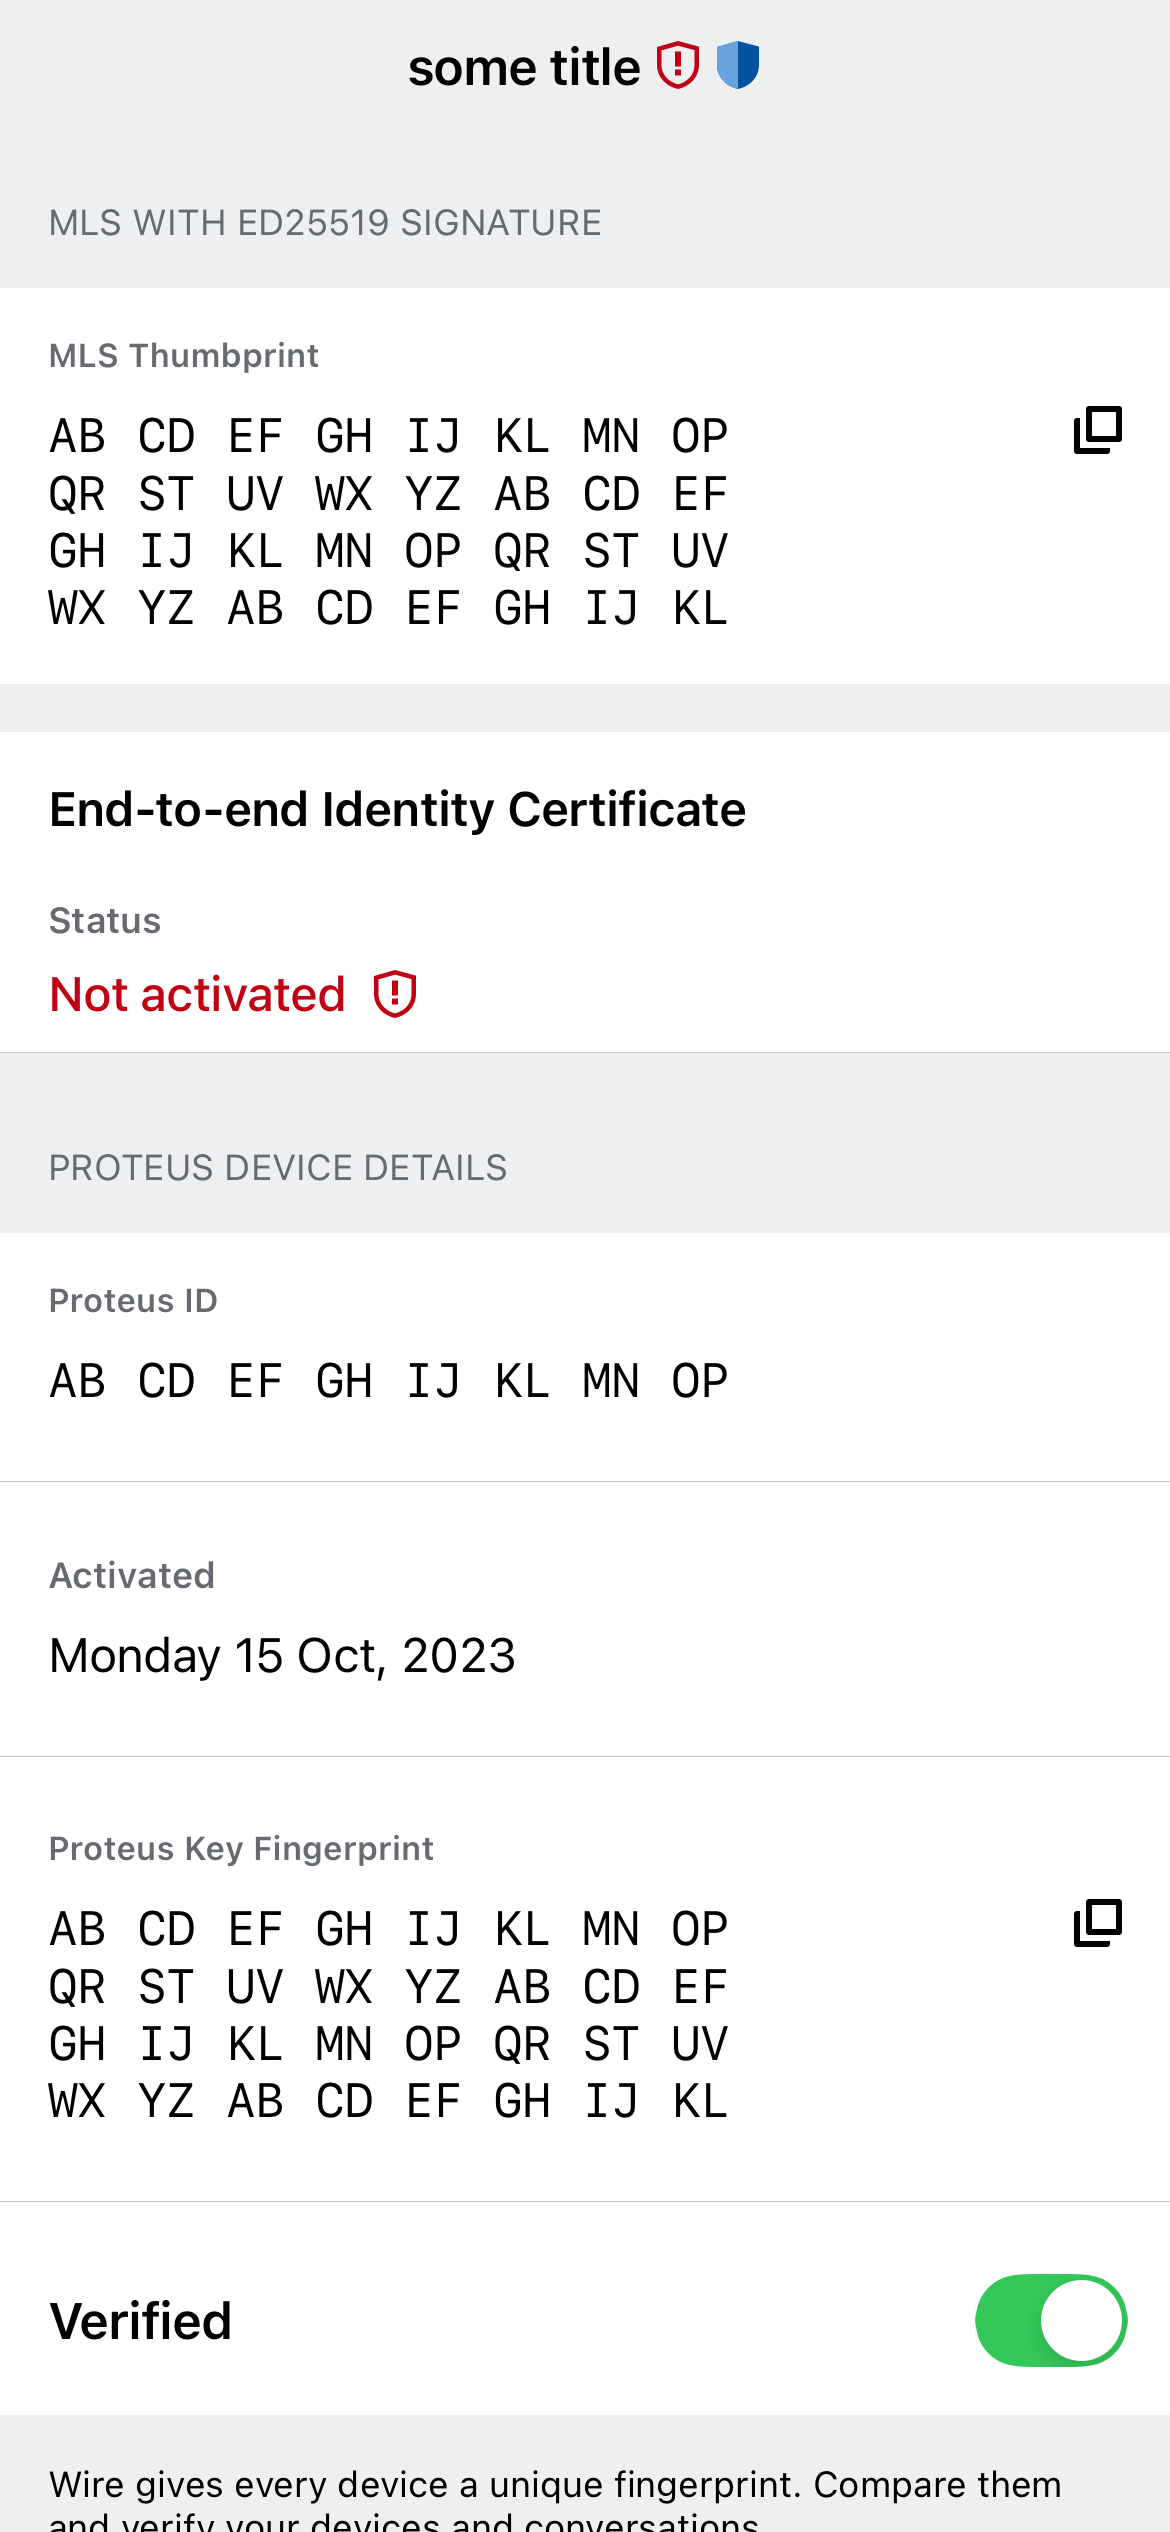 some title
MLS WITH ED25519 SIGNATURE
MLS Thumbprint
AB CD EF GH IJ KL MN OP
QR ST UV WX YZ AB CD EF
GH IJ KL MN OP QR ST UV
WX YZ AB CD EF GH IJ KL
End-to-end Identity Certificate
Status
Not activated
PROTEUS DEVICE DETAILS
Proteus ID
AB CD EF GH IJ KL MN OP
Activated
Monday 15 Oct, 2023
Proteus Key Fingerprint
AB CD EF GH IJ KL MN OP
QR ST UV WX YZ AB CD EF
GH IJ KL MN OP QR ST UV
WX YZ AB CD EF GH IJ KL
Verified
Wire gives every device a unique fingerprint. Compare them
and verify your devices and conversations.